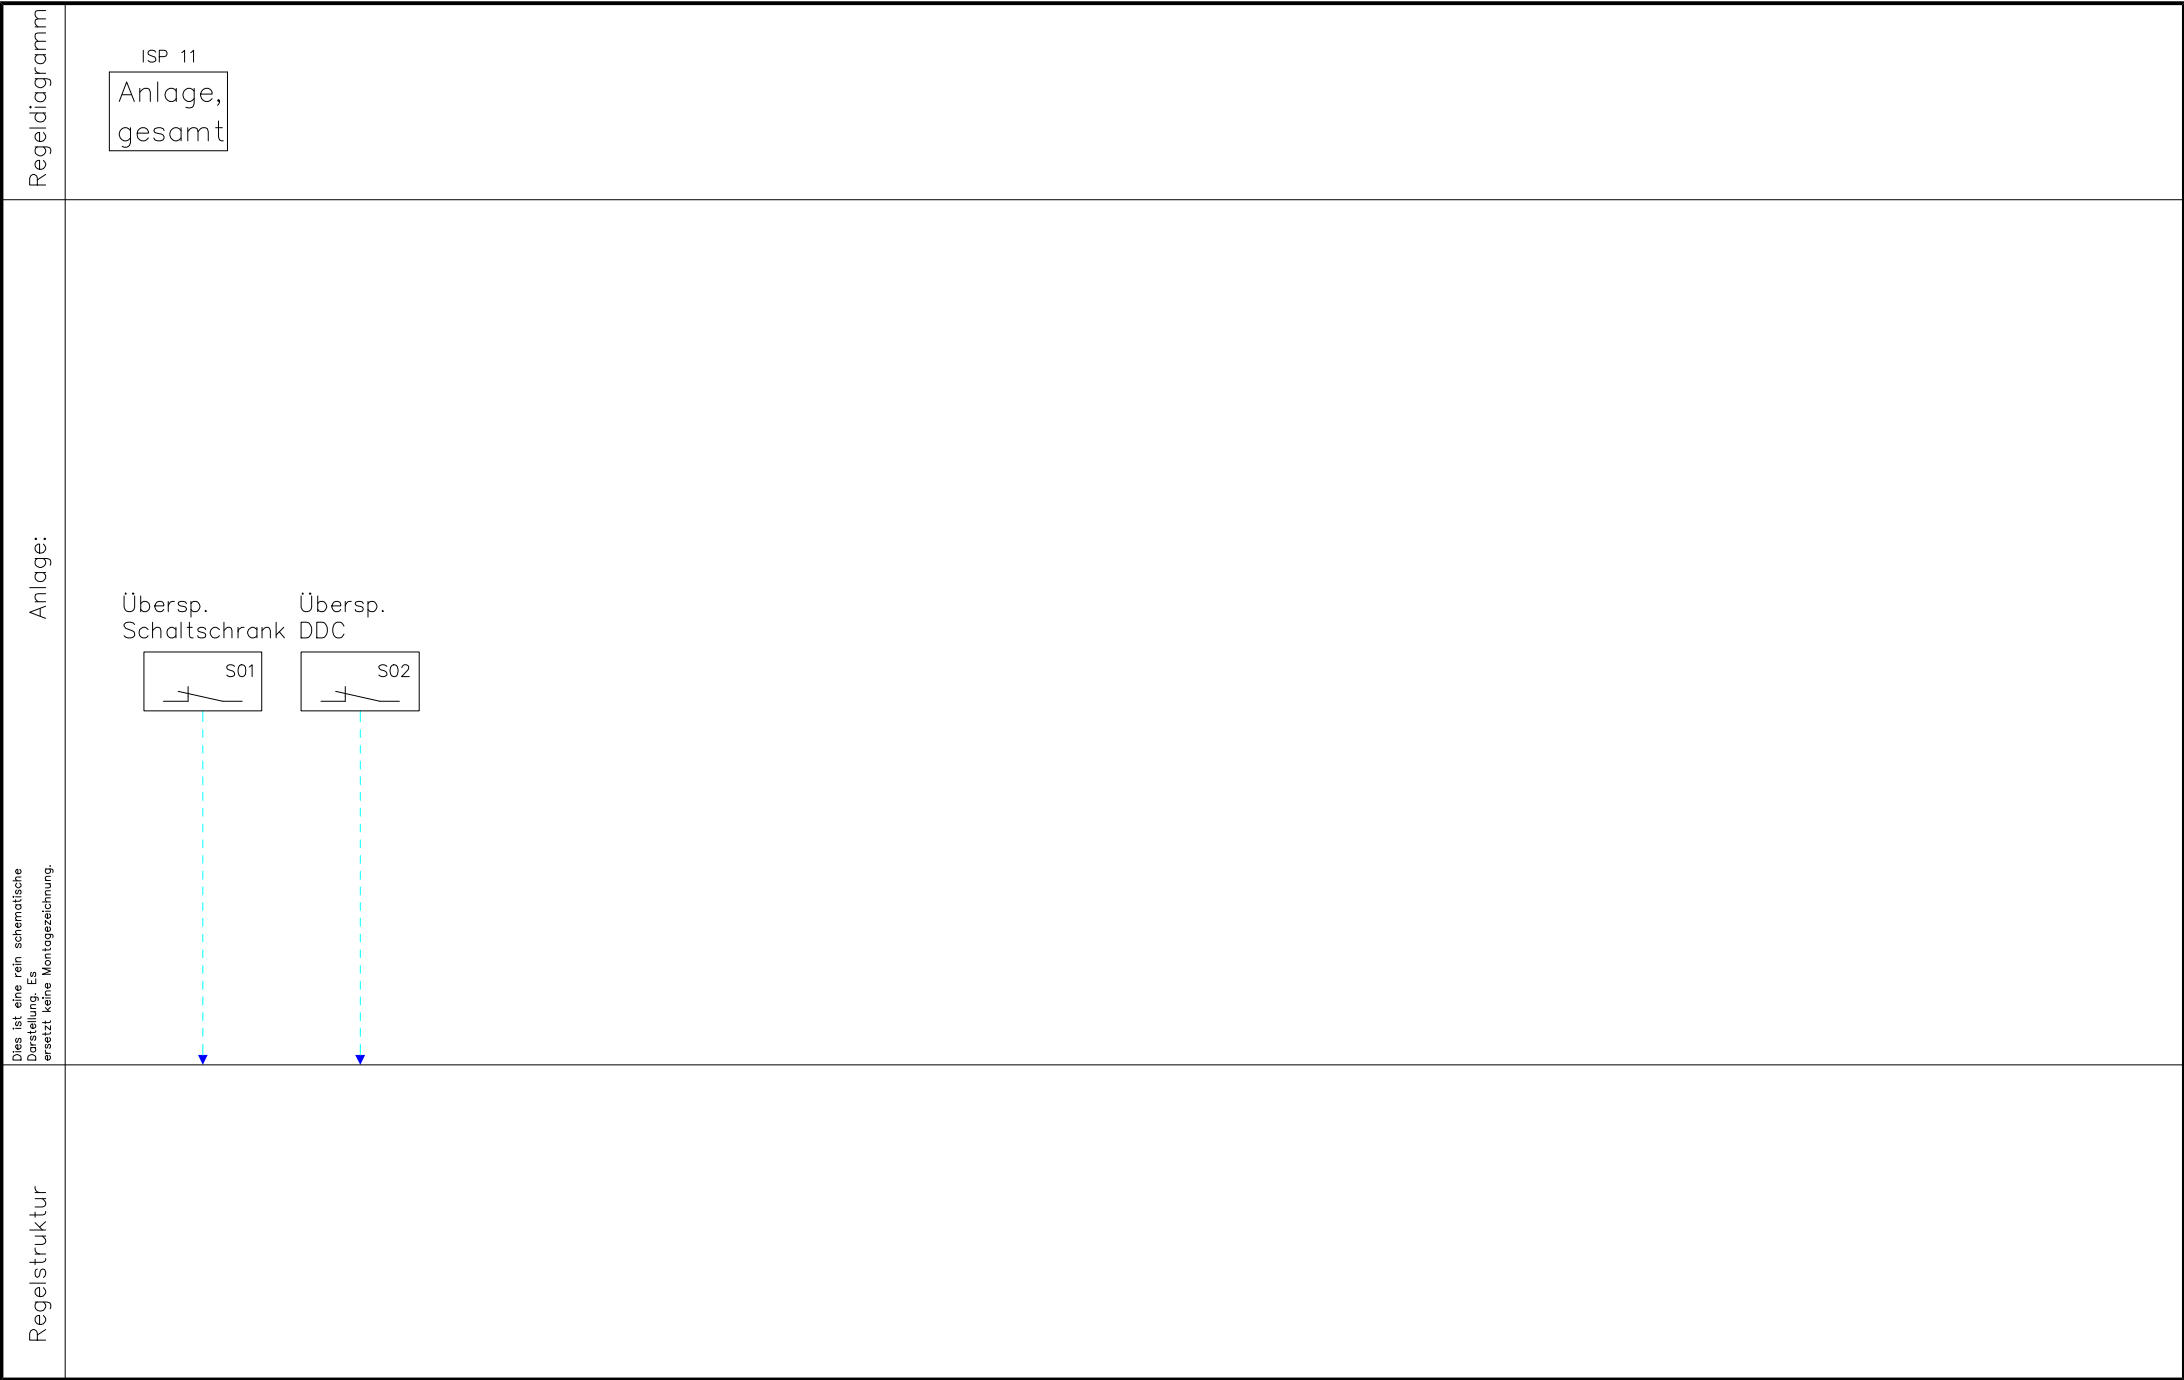 Regeldiagramm
ISP 11
Anlage,
gesamt
Anlage:
Übersp.
Schaltschrank
S01
Übersp.
DDC
S02
Dies ist eine rein schematische
Darstellung. Es
ersetzt keine Montagezeichnung.
Regelstruktur